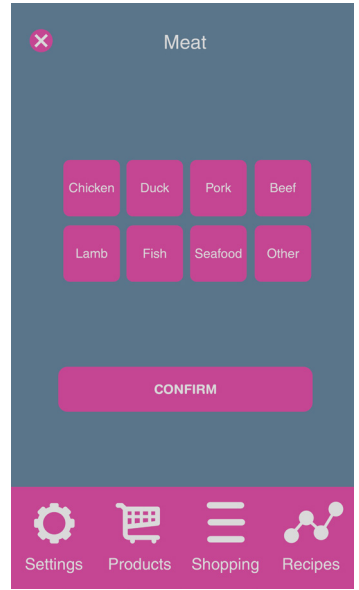 Meat
Chicken Duck Pork Beef
Lamb Fish Seafood Other
CONFIRM
Settings Products Shopping Recipes